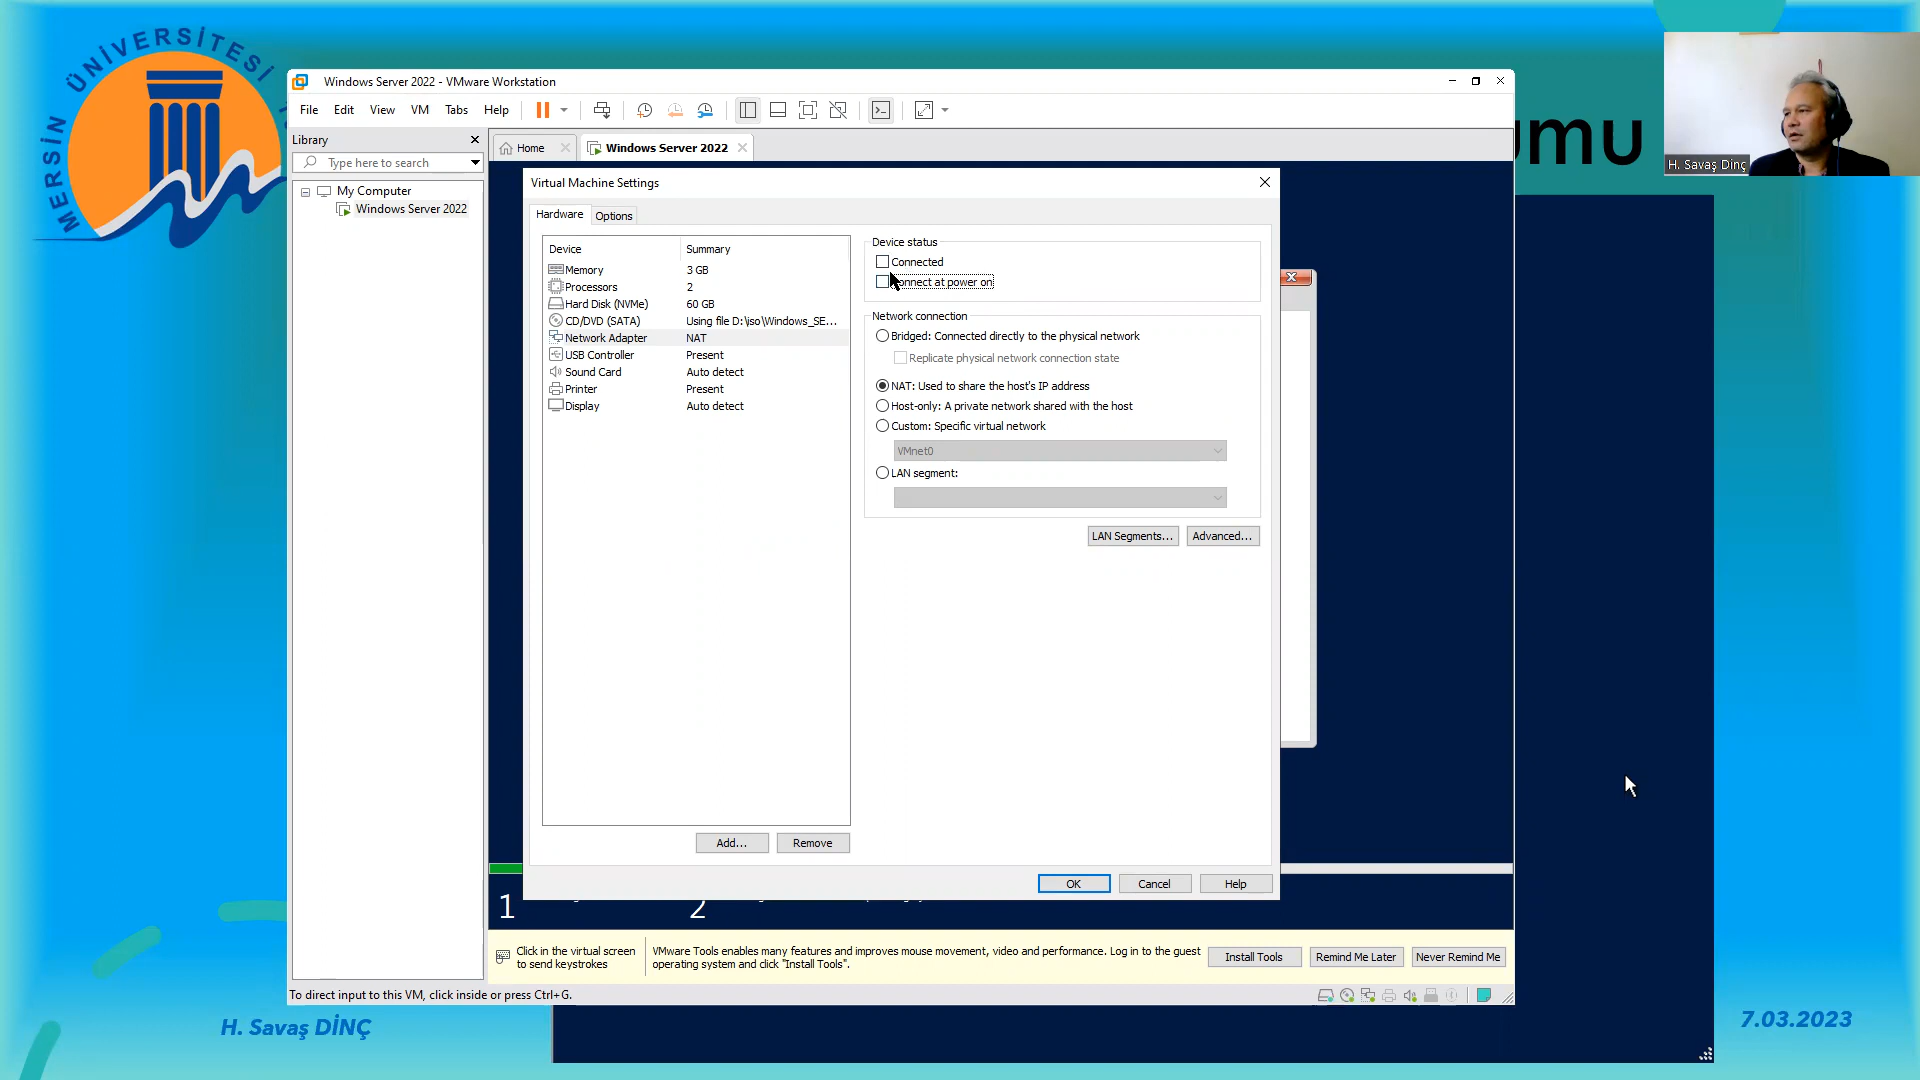 MERSİN ÜNİVERSİTESİ
umu
H. Savaş Dinç
Windows Server 2022 - VMware Workstation
File Edit View VM Tabs Help
Library
Type here to search
My Computer
Windows Server 2022
Home
Windows Server 2022
Virtual Machine Settings
Hardware
Options
Device Summary
Memory 3 GB
Processors 2
Hard Disk (NVMe) 60 GB
CD/DVD (SATA) Using file D:\iso\Windows_SE...
Network Adapter NAT
USB Controller Present
Sound Card Auto detect
Printer Present
Display Auto detect
Add... Remove
Device status
Connected
onnect at power on
Network connection
Bridged: Connected directly to the physical network
Replicate physical network connection state
NAT: Used to share the host's IP address
Host-only: A private network shared with the host
Custom: Specific virtual network
VMnet0
LAN segment:
LAN Segments... Advanced...
OK Cancel Help
1 2
Click in the virtual screen
to send keystrokes
VMware Tools enables many features and improves mouse movement, video and performance. Log in to the guest
operating system and click "Install Tools".
Install Tools Remind Me Later Never Remind Me
To direct input to this VM, click inside or press Ctrl+G.
H. Savaş DİNÇ
7.03.2023